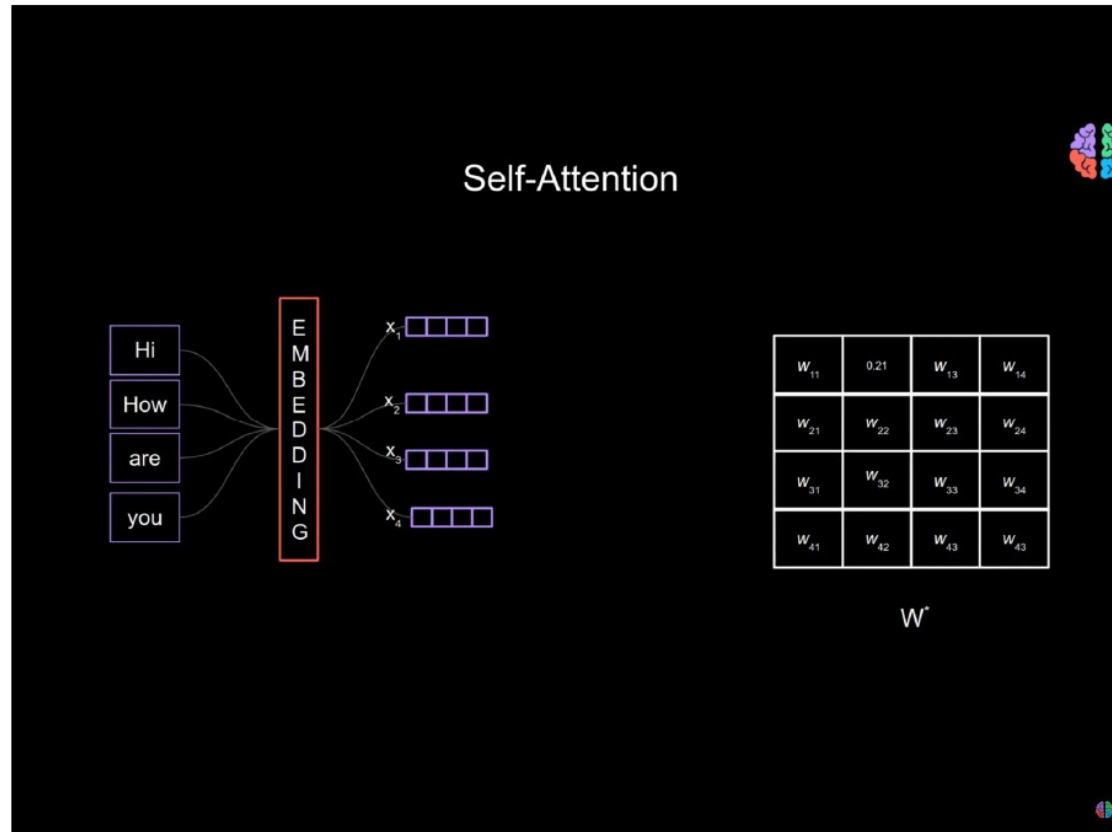 Self-Attention
Hi
How
are
you
EMBEDDING
x₁
x₂
x₃
x₄
w₁₁ 0.21 w₁₃ w₁₄
w₂₁ w₂₂ w₂₃ w₂₄
w₃₁ w₃₂ w₃₃ w₃₄
w₄₁ w₄₂ w₄₃ w₄₃
W*